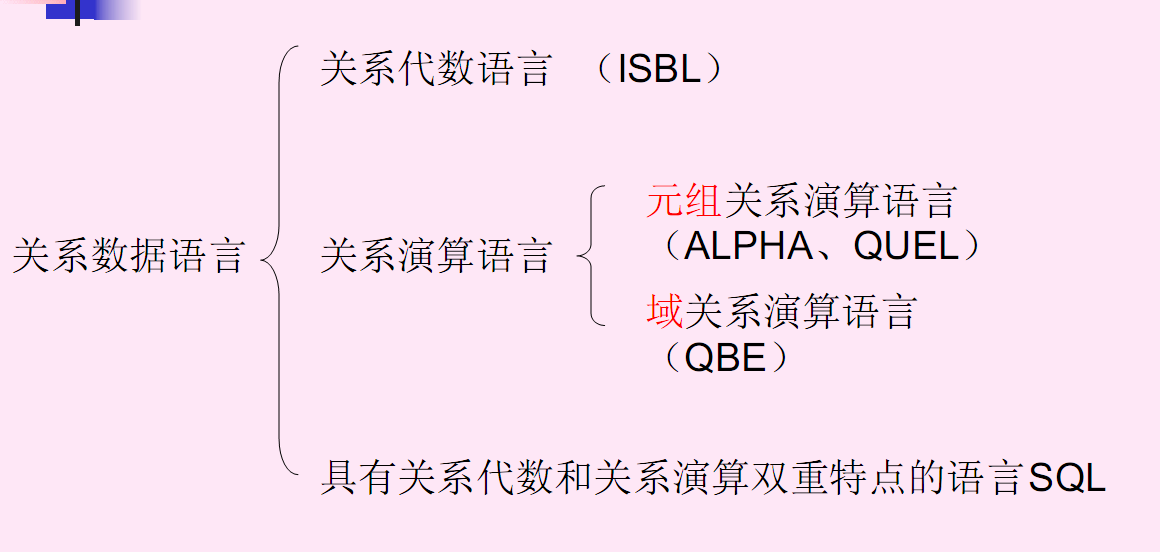 关系代数语言 （ISBL）
关系数据语言
关系演算语言
元组关系演算语言
（ALPHA、QUEL）
域关系演算语言
（QBE）
具有关系代数和关系演算双重特点的语言SQL